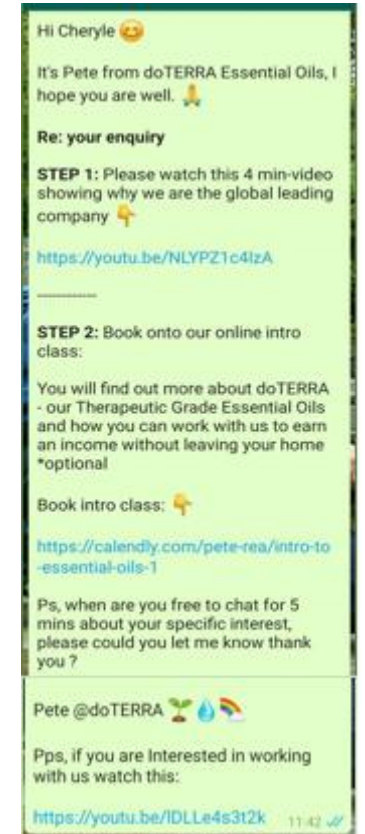 Hi Cheryle 😊
It's Pete from doTERRA Essential Oils, I
hope you are well. 🙏
Re: your enquiry
STEP 1: Please watch this 4 min-video
showing why we are the global leading
company 👇
https://youtu.be/NLYPZ1c4IzA
-------------
STEP 2: Book onto our online intro
class:
You will find out more about doTERRA
- our Therapeutic Grade Essential Oils
and how you can work with us to earn
an income without leaving your home
*optional
Book intro class: 👇
https://calendly.com/pete-rea/intro-to
-essential-oils-1
Ps, when are you free to chat for 5
mins about your specific interest,
please could you let me know thank
you ?
Pete @doTERRA 🌱💧🌈
Pps, if you are Interested in working
with us watch this:
https://youtu.be/lDLLe4s3t2k 11:42